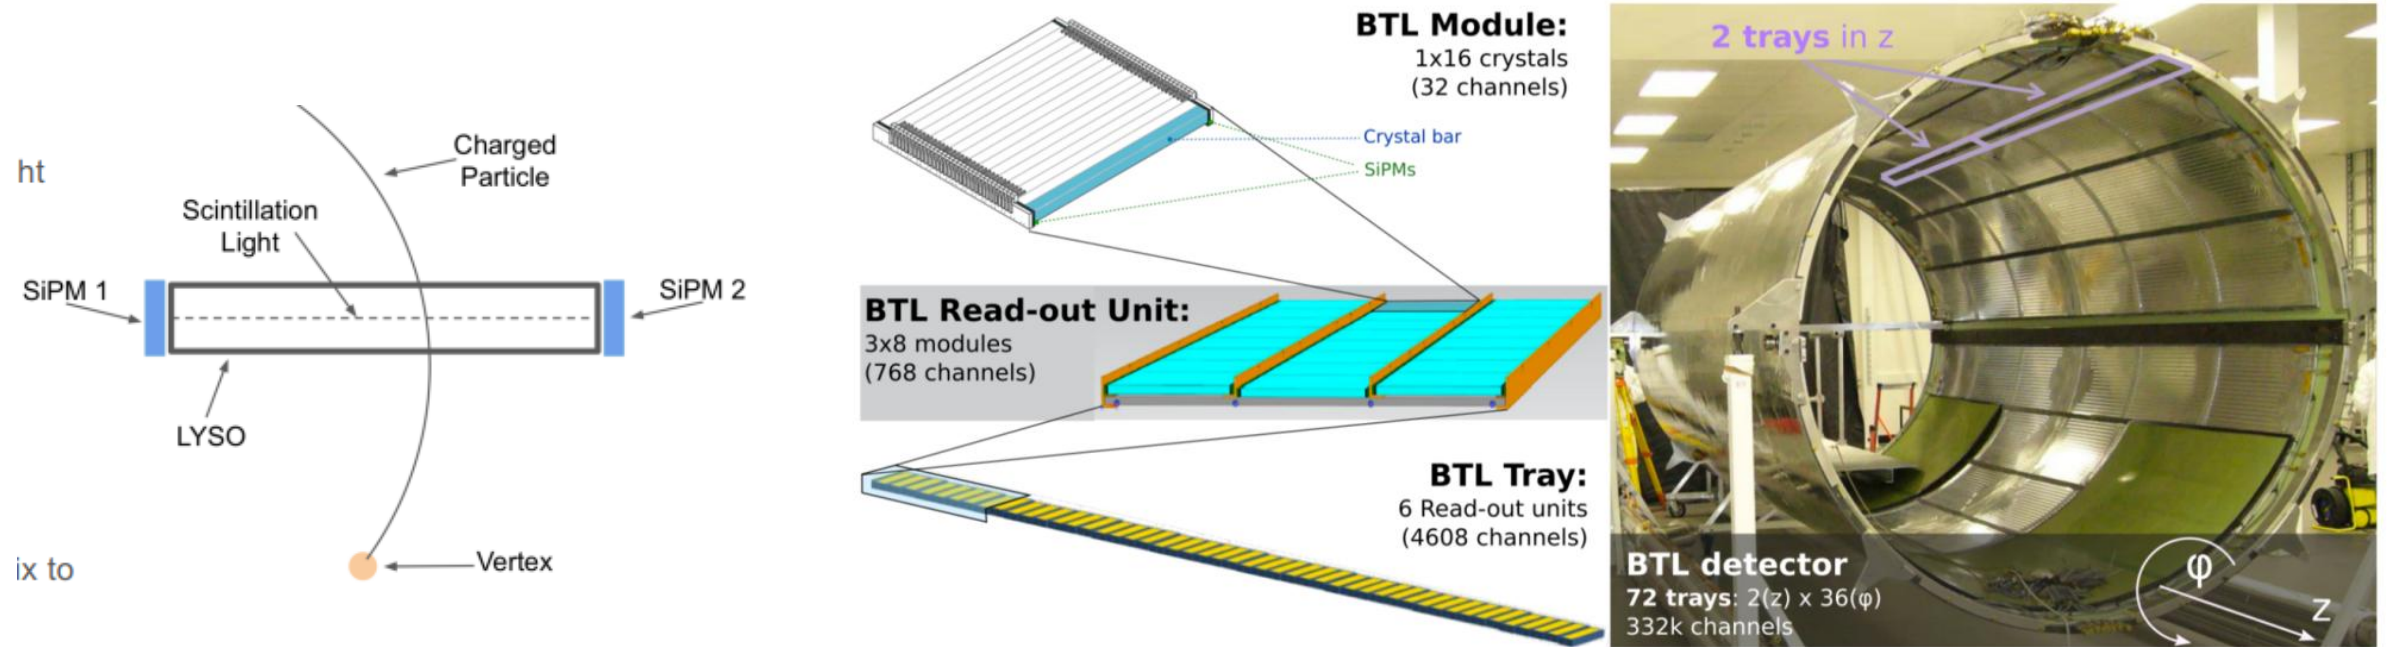 ht
ix to
Charged
Particle
Scintillation
Light
SiPM 1
SiPM 2
LYSO
Vertex
BTL Module:
1x16 crystals
(32 channels)
Crystal bar
SiPMs
BTL Read-out Unit:
3x8 modules
(768 channels)
BTL Tray:
6 Read-out units
(4608 channels)
2 trays in z
BTL detector
72 trays: 2(z) x 36(φ)
332k channels
φ
z